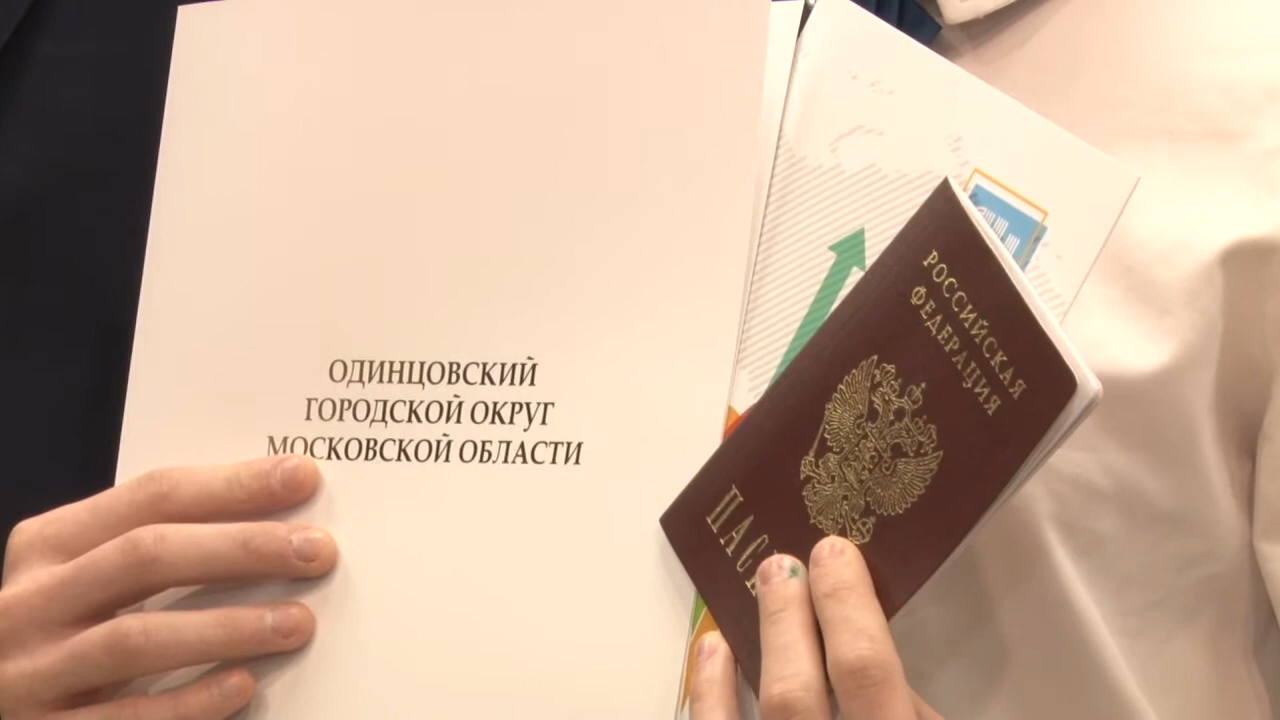 ОДИНЦОВСКИЙ
ГОРОДСКОЙ ОКРУГ
МОСКОВСКОЙ ОБЛАСТИ
РОССИЙСКАЯ
ФЕДЕРАЦИЯ